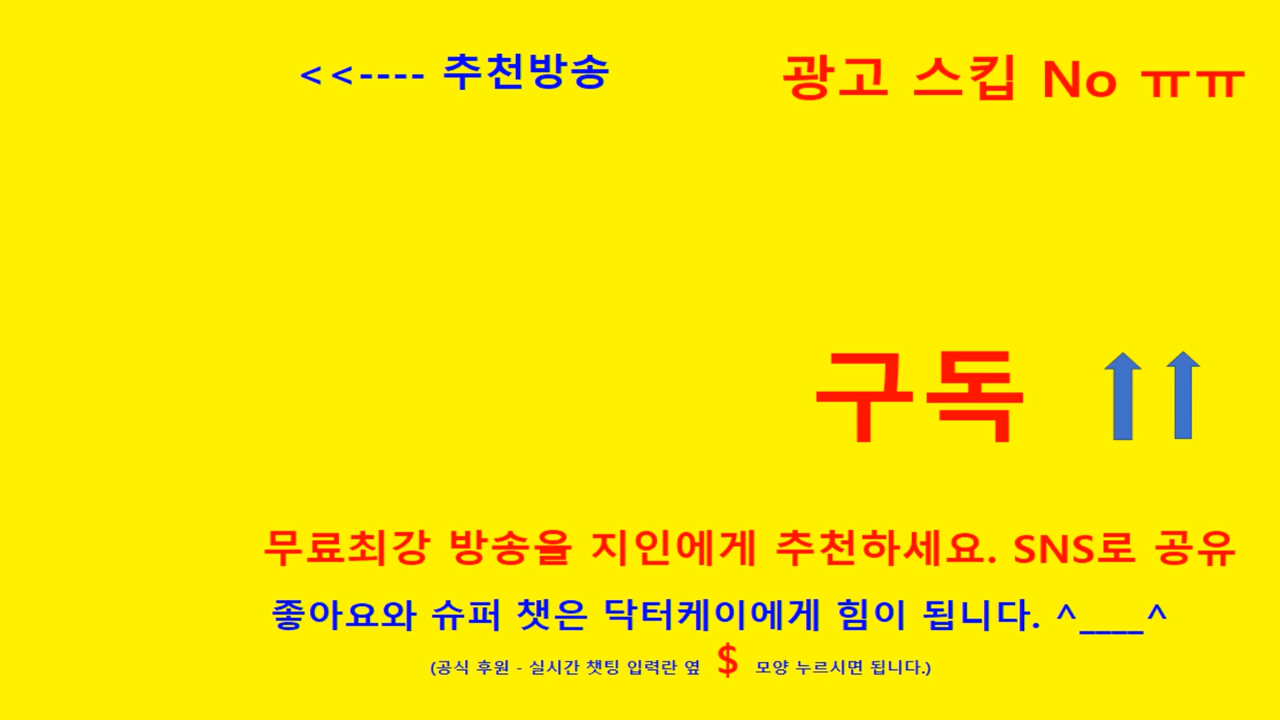 <<---- 추천방송
광고 스킵 No ㅠㅠ
구독
무료최강 방송을 지인에게 추천하세요. SNS로 공유
좋아요와 슈퍼 챗은 닥터케이에게 힘이 됩니다. ^____^
(공식 후원 - 실시간 챗팅 입력란 옆 $ 모양 누르시면 됩니다.)